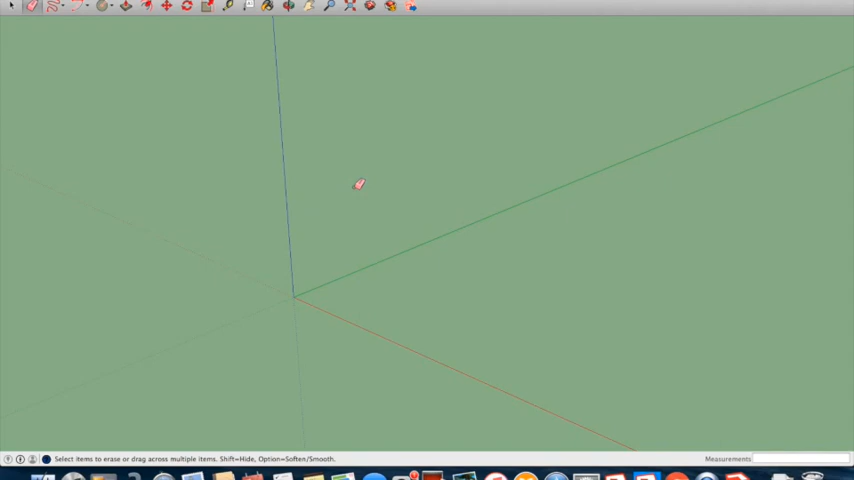 Select items to erase or drag across multiple items. Shift=Hide, Option=Soften/Smooth.
Measurements